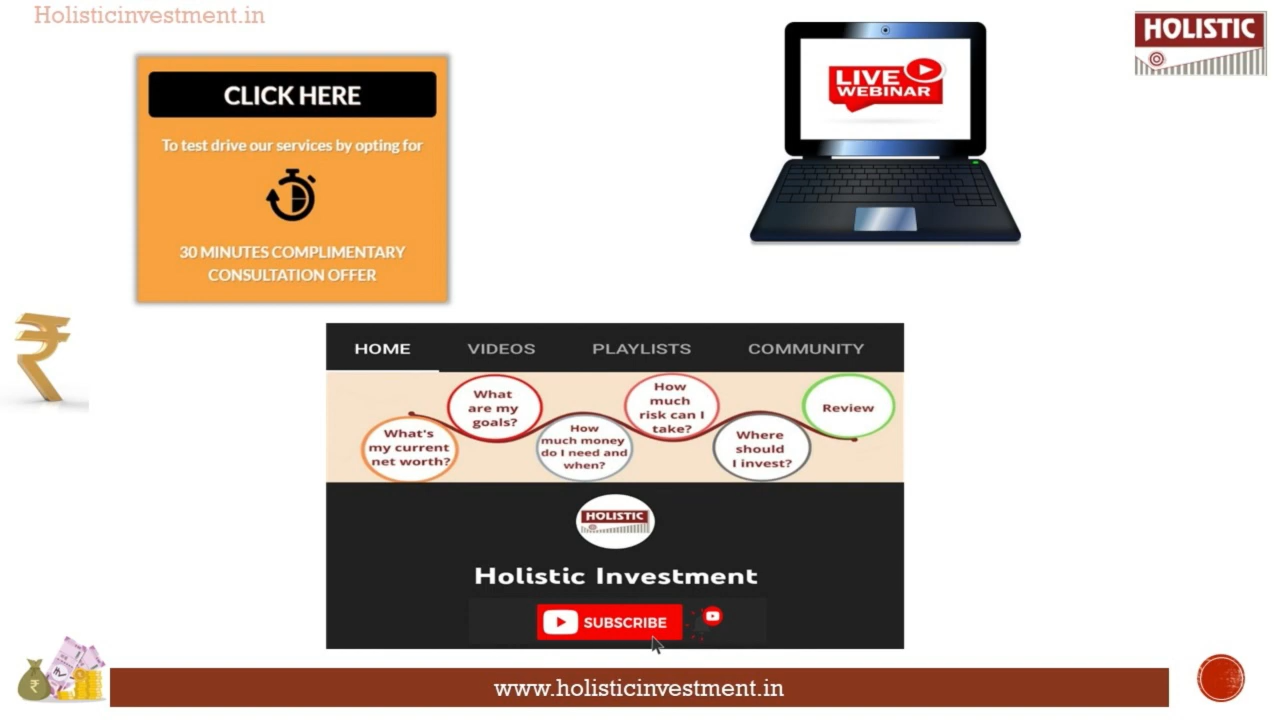 Holisticinvestment.in
HOLISTIC
CLICK HERE
To test drive our services by opting for
30 MINUTES COMPLIMENTARY
CONSULTATION OFFER
LIVE
WEBINAR
₹
HOME VIDEOS PLAYLISTS COMMUNITY
What's
my current
net worth?
What
are my
goals?
How
much money
do I need and
when?
How
much
risk can I
take?
Where
should
I invest?
Review
HOLISTIC
Holistic Investment
SUBSCRIBE
₹
www.holisticinvestment.in